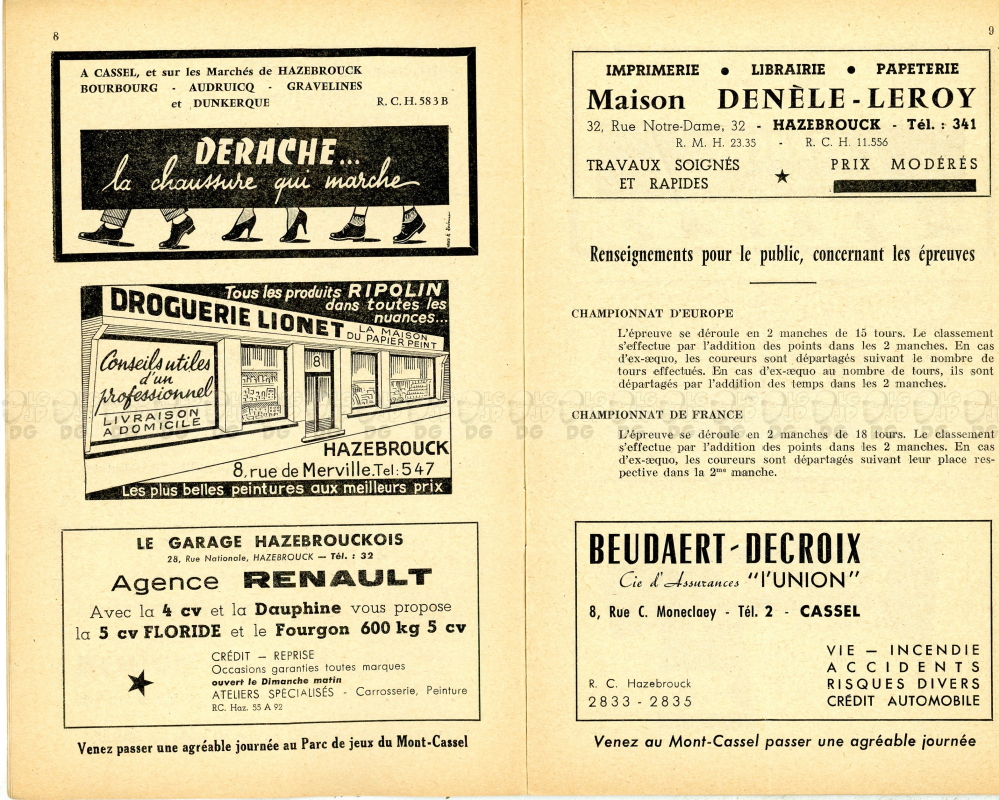 8
A CASSEL, et sur les Marchés de HAZEBROUCK
BOURBOURG - AUDRUICQ - GRAVELINES
et DUNKERQUE R. C. H. 583 B
DERACHE...
la chaussure qui marche
Tous les produits RIPOLIN
dans toutes les
nuances...
DROGUERIE LIONET
LA MAISON
DU PAPIER PEINT
8
Conseils utiles
d'un
professionnel
LIVRAISON
A DOMICILE
HAZEBROUCK
8, rue de Merville. Tel: 547
Les plus belles peintures aux meilleurs prix
LE GARAGE HAZEBROUCKOIS
28, Rue Nationale, HAZEBROUCK — Tél. : 32
Agence RENAULT
Avec la 4 cv et la Dauphine vous propose
la 5 cv FLORIDE et le Fourgon 600 kg 5 cv
CRÉDIT — REPRISE
Occasions garanties toutes marques
ouvert le Dimanche matin
ATELIERS SPÉCIALISÉS - Carrosserie, Peinture
RC. Haz. 55 A 92
Venez passer une agréable journée au Parc de jeux du Mont-Cassel
9
IMPRIMERIE • LIBRAIRIE • PAPETERIE
Maison DENÈLE-LEROY
32, Rue Notre-Dame, 32 - HAZEBROUCK - Tél. : 341
R. M. H. 23.35 - R. C. H. 11.556
TRAVAUX SOIGNÉS
ET RAPIDES
PRIX MODÉRÉS
Renseignements pour le public, concernant les épreuves
CHAMPIONNAT D'EUROPE
L'épreuve se déroule en 2 manches de 15 tours. Le classement
s'effectue par l'addition des points dans les 2 manches. En cas
d'ex-æquo, les coureurs sont départagés suivant le nombre de
tours effectués. En cas d'ex-æquo au nombre de tours, ils sont
départagés par l'addition des temps dans les 2 manches.
CHAMPIONNAT DE FRANCE
L'épreuve se déroule en 2 manches de 18 tours. Le classement
s'effectue par l'addition des points dans les 2 manches. En cas
d'ex-æquo, les coureurs sont départagés suivant leur place res-
pective dans la 2me manche.
BEUDAERT-DECROIX
Cie d'Assurances "l'UNION"
8, Rue C. Moneclaey - Tél. 2 - CASSEL
VIE — INCENDIE
ACCIDENTS
R. C. Hazebrouck RISQUES DIVERS
2833 - 2835 CRÉDIT AUTOMOBILE
Venez au Mont-Cassel passer une agréable journée